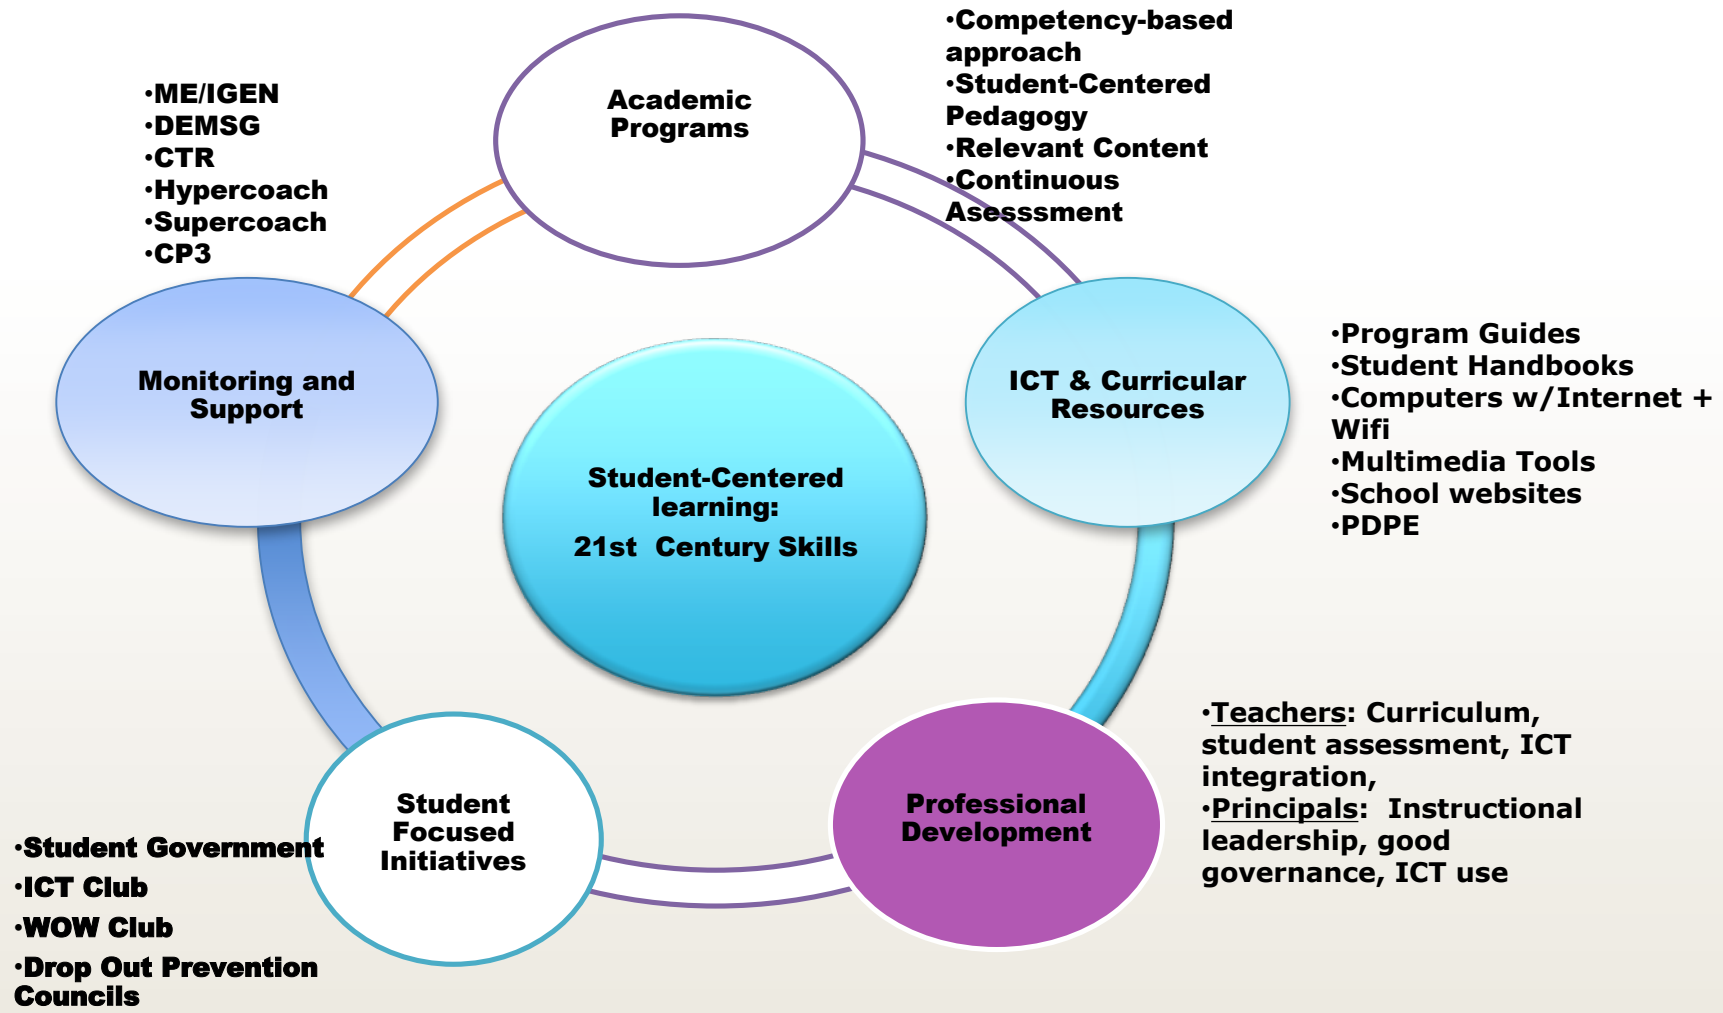 Academic
Programs
•Competency-based
approach
•Student-Centered
Pedagogy
•Relevant Content
•Continuous
Asesssment
•ME/IGEN
•DEMSG
•CTR
•Hypercoach
•Supercoach
•CP3
Monitoring and
Support
ICT & Curricular
Resources
•Program Guides
•Student Handbooks
•Computers w/Internet +
Wifi
•Multimedia Tools
•School websites
•PDPE
Student-Centered
learning:
21st  Century Skills
•Teachers: Curriculum,
student assessment, ICT
integration,
•Principals:  Instructional
leadership, good
governance, ICT use
Professional
Development
Student
Focused
Initiatives
•Student Government
•ICT Club
•WOW Club
•Drop Out Prevention
Councils